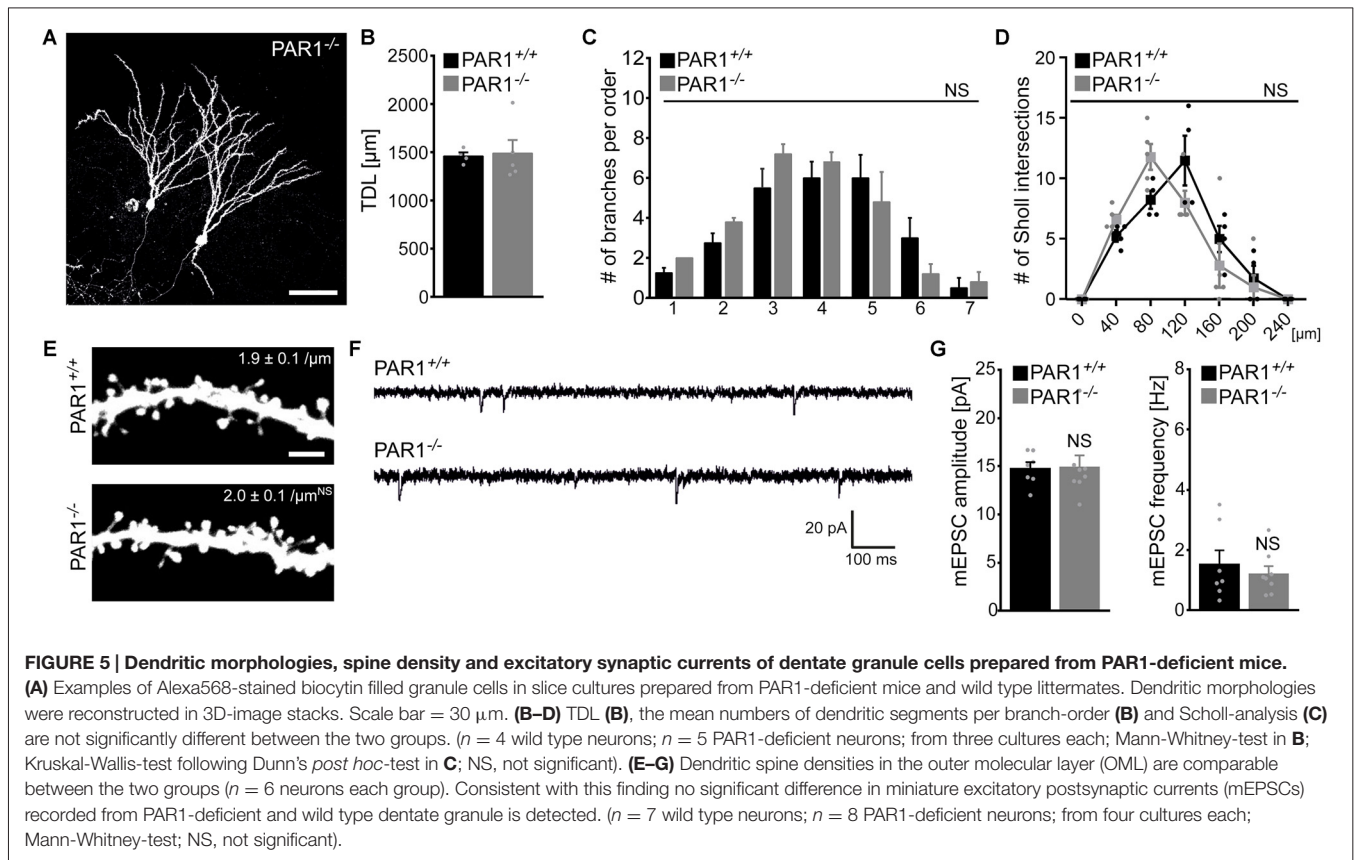 A
PAR1-/-
B
PAR1+/+
PAR1-/-
TDL [µm]
2500
2000
1500
1000
500
0
C
PAR1+/+
PAR1-/-
NS
# of branches per order
12
10
8
6
4
2
0
1 2 3 4 5 6 7
D
PAR1+/+
PAR1-/-
NS
# of Sholl intersections
20
15
10
5
0
0 40 80 120 160 200 240 [µm]
E
PAR1+/+
1.9 ± 0.1 /µm
PAR1-/-
2.0 ± 0.1 /µmNS
F
PAR1+/+
PAR1-/-
20 pA
100 ms
G
PAR1+/+
PAR1-/-
mEPSC amplitude [pA]
25
20
15
10
5
0
NS
PAR1+/+
PAR1-/-
mEPSC frequency [Hz]
8
6
4
2
0
NS
FIGURE 5 | Dendritic morphologies, spine density and excitatory synaptic currents of dentate granule cells prepared from PAR1-deficient mice.
(A) Examples of Alexa568-stained biocytin filled granule cells in slice cultures prepared from PAR1-deficient mice and wild type littermates. Dendritic morphologies
were reconstructed in 3D-image stacks. Scale bar = 30 µm. (B–D) TDL (B), the mean numbers of dendritic segments per branch-order (B) and Scholl-analysis (C)
are not significantly different between the two groups. (n = 4 wild type neurons; n = 5 PAR1-deficient neurons; from three cultures each; Mann-Whitney-test in B;
Kruskal-Wallis-test following Dunn's post hoc-test in C; NS, not significant). (E–G) Dendritic spine densities in the outer molecular layer (OML) are comparable
between the two groups (n = 6 neurons each group). Consistent with this finding no significant difference in miniature excitatory postsynaptic currents (mEPSCs)
recorded from PAR1-deficient and wild type dentate granule is detected. (n = 7 wild type neurons; n = 8 PAR1-deficient neurons; from four cultures each;
Mann-Whitney-test; NS, not significant).